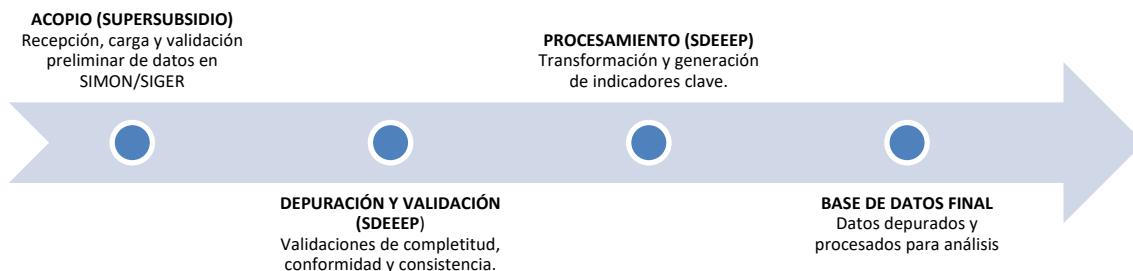 ACOPIO (SUPERSUBSIDIO)
Recepción, carga y validación
preliminar de datos en
SIMON/SIGER
DEPURACIÓN Y VALIDACIÓN
(SDEEEP)
Validaciones de completitud,
conformidad y consistencia.
PROCESAMIENTO (SDEEEP)
Transformación y generación
de indicadores clave.
BASE DE DATOS FINAL
Datos depurados y
procesados para análisis